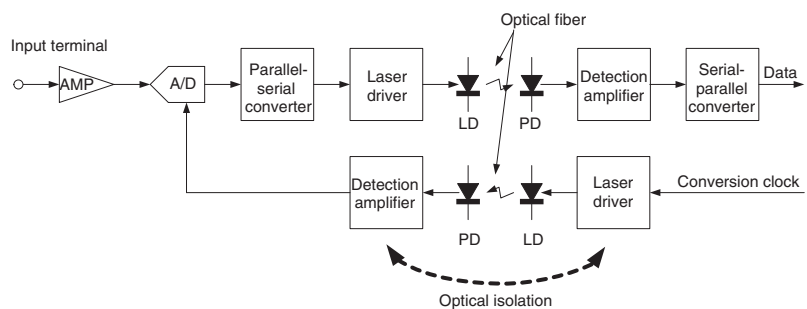 Optical fiber
Input terminal
AMP
A/D
Parallel-
serial
converter
Laser
driver
LD
PD
Detection
amplifier
Serial-
parallel
converter
Data
Detection
amplifier
PD
LD
Laser
driver
Conversion clock
Optical isolation